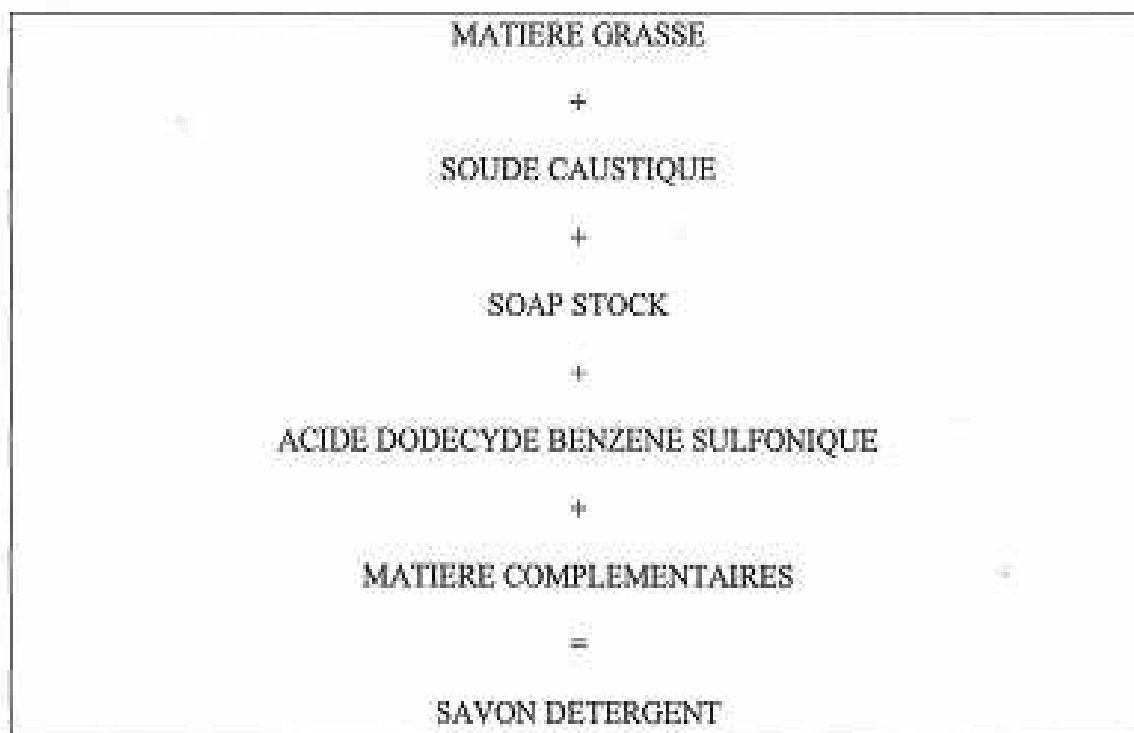 MATIERE GRASSE
+
SOUDE CAUSTIQUE
+
SOAP STOCK
+
ACIDE DODECYDE BENZENE SULFONIQUE
+
MATIERE COMPLEMENTAIRES
=
SAVON DETERGENT